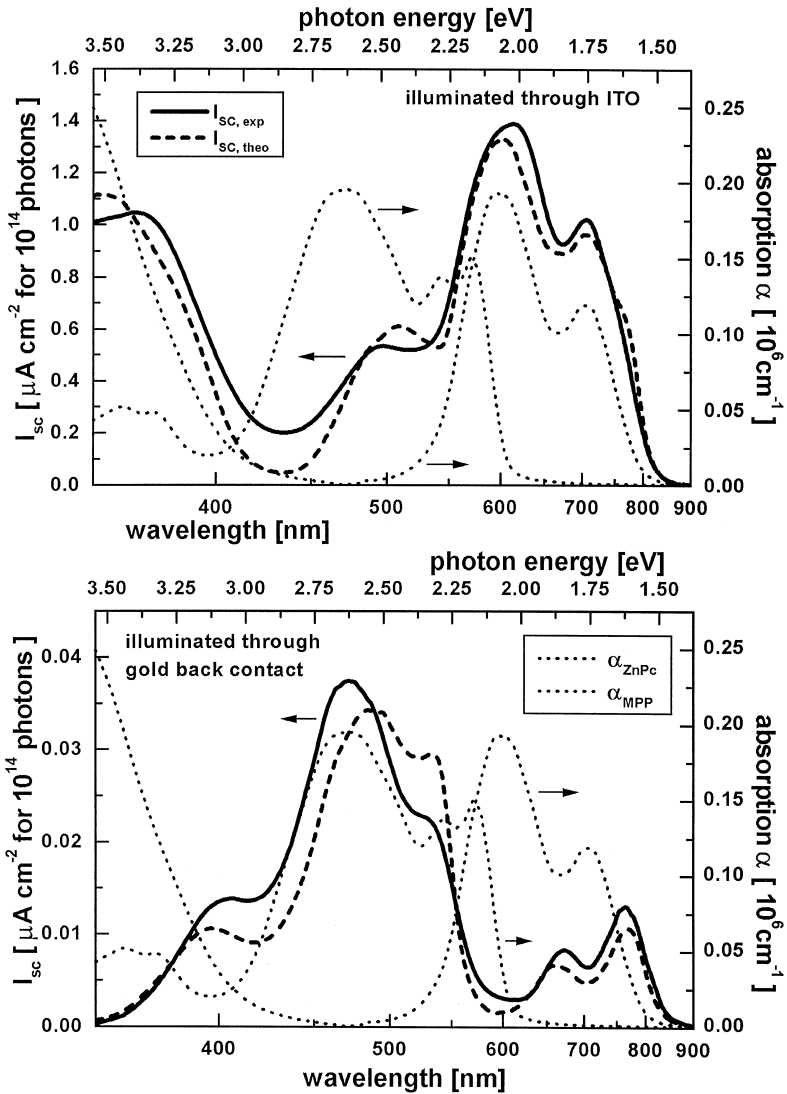 photon energy [eV]
3.50 3.25 3.00 2.75 2.50 2.25 2.00 1.75 1.50
illuminated through ITO
I SC, exp
I SC, theo
I sc [ μA cm-2 for 10 14 photons ]
1.6
1.4
1.2
1.0
0.8
0.6
0.4
0.2
0.0
absorption α [ 10 6 cm-1 ]
0.25
0.20
0.15
0.10
0.05
0.00
400 500 600 700 800 900
wavelength [nm]
photon energy [eV]
3.50 3.25 3.00 2.75 2.50 2.25 2.00 1.75 1.50
illuminated through
gold back contact
α ZnPc
α MPP
I sc [ μA cm-2 for 10 14 photons ]
0.04
0.03
0.02
0.01
0.00
absorption α [ 10 6 cm-1 ]
0.25
0.20
0.15
0.10
0.05
0.00
400 500 600 700 800 900
wavelength [nm]